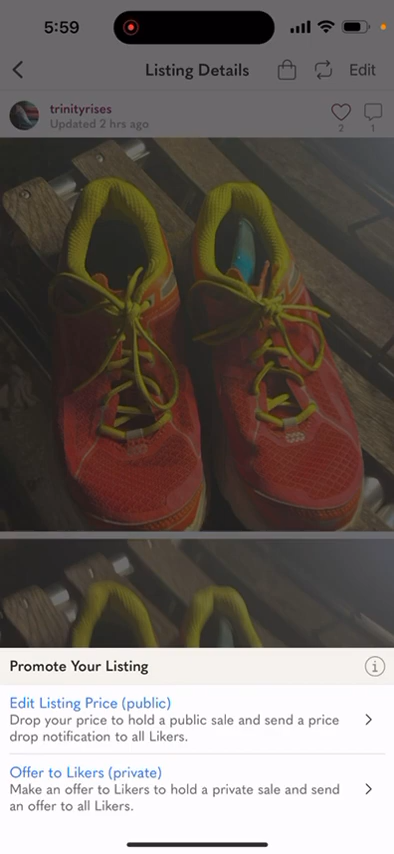 5:59
Listing Details
Edit
trinityrises
Updated 2 hrs ago
2
1
Promote Your Listing
Edit Listing Price (public)
Drop your price to hold a public sale and send a price
drop notification to all Likers.
Offer to Likers (private)
Make an offer to Likers to hold a private sale and send
an offer to all Likers.